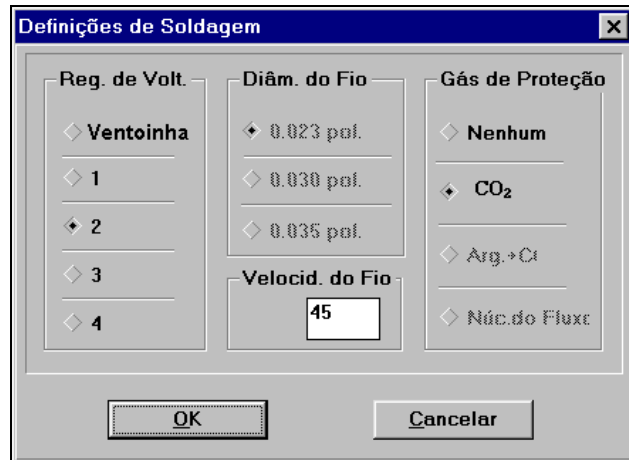 Definições de Soldagem
Reg. de Volt.
Ventoinha
1
2
3
4
Diâm. do Fio
0.023 pol.
0.030 pol.
0.035 pol.
Velocid. do Fio
45
Gás de Proteção
Nenhum
CO₂
Arg.+C
Núc.do Fluxo
OK
Cancelar